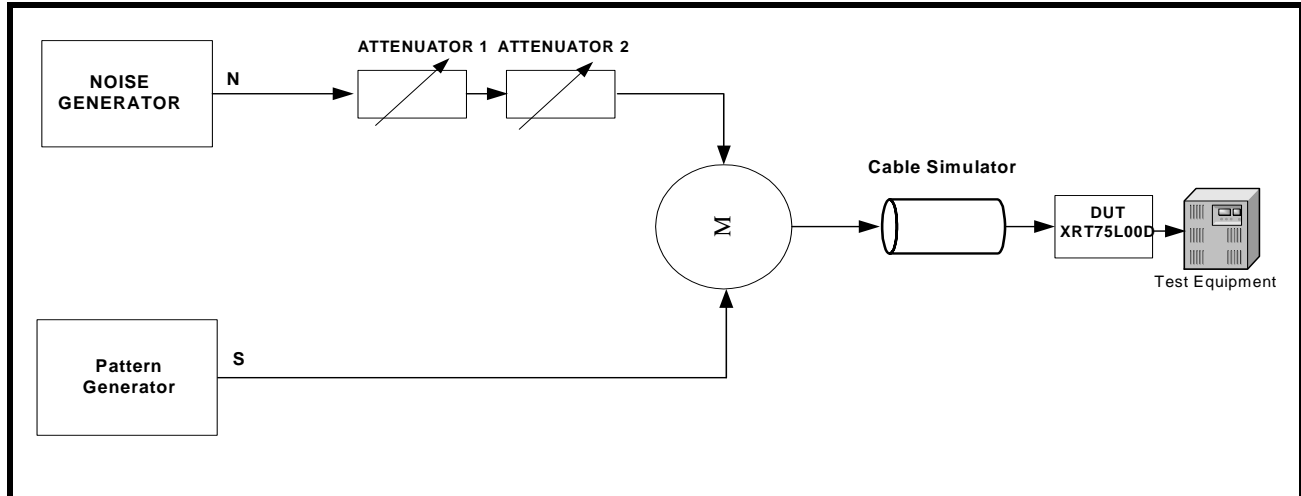 NOISE
GENERATOR
N
ATTENUATOR 1
ATTENUATOR 2
M
Cable Simulator
DUT
XRT75L00D
Test Equipment
Pattern
Generator
S